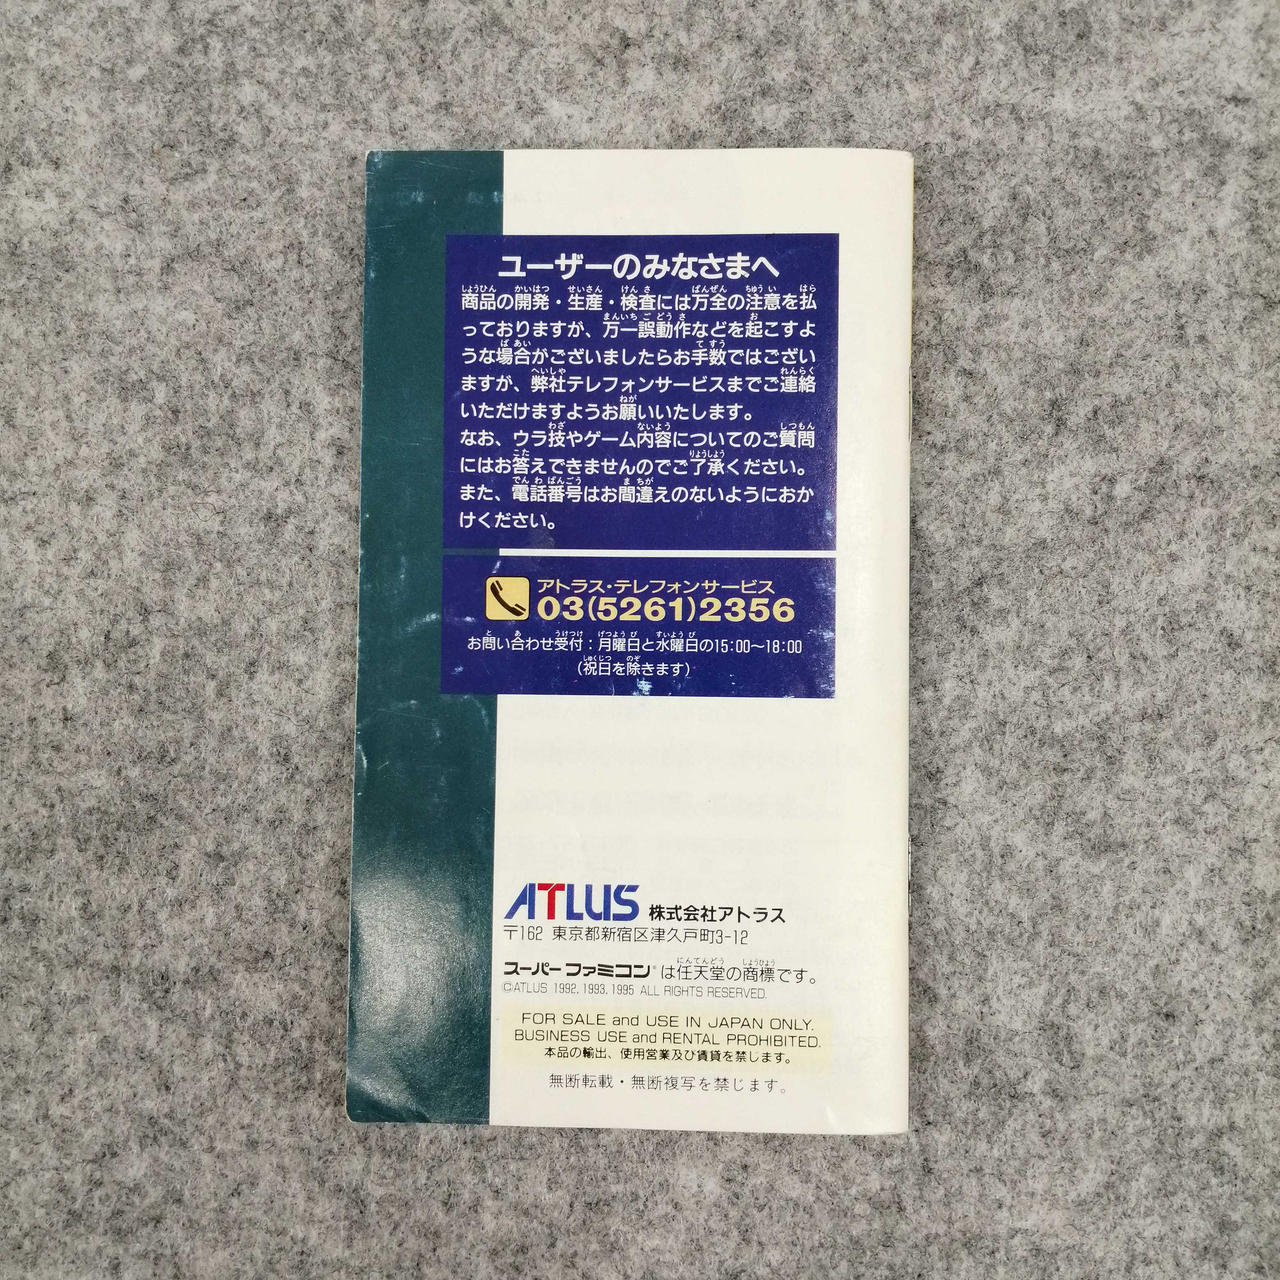 ユーザーのみなさまへ
商品の開発・生産・検査には万全の注意を払
っておりますが、万一誤動作などを起こすよ
うな場合がございましたらお手数ではござい
ますが、弊社テレフォンサービスまでご連絡
いただけますようお願いいたします。
なお、ウラ技やゲーム内容についてのご質問
にはお答えできませんのでご了承ください。
また、電話番号はお間違えのないようにおか
けください。
アトラス・テレフォンサービス
03(5261)2356
お問い合わせ受付：月曜日と水曜日の15:00〜18:00
(祝日を除きます)
ATLUS 株式会社アトラス
〒162 東京都新宿区津久戸町3-12
スーパーファミコン®は任天堂の商標です。
©ATLUS 1992, 1993, 1995 ALL RIGHTS RESERVED.
FOR SALE and USE IN JAPAN ONLY.
BUSINESS USE and RENTAL PROHIBITED.
本品の輸出、使用営業及び賃貸を禁じます。
無断転載・無断複写を禁じます。